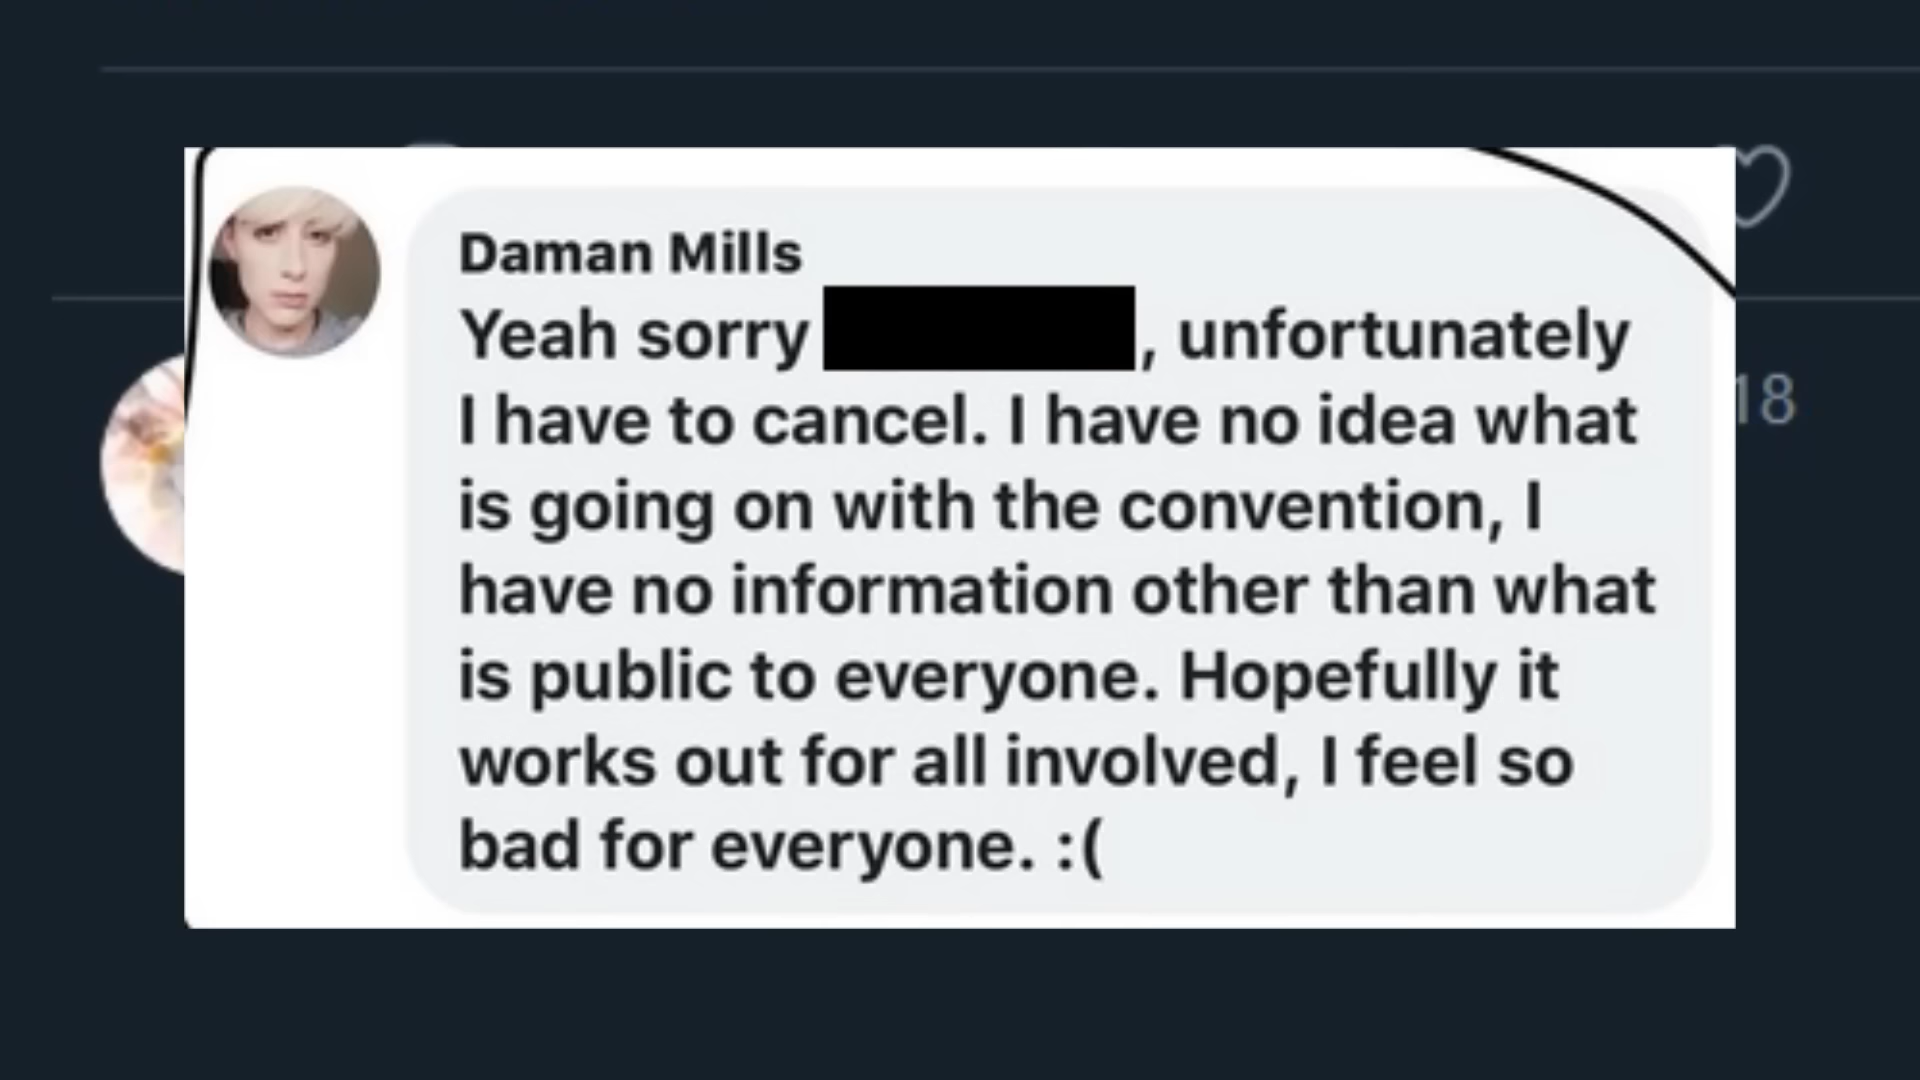 Daman Mills
Yeah sorry , unfortunately
I have to cancel. I have no idea what
is going on with the convention, I
have no information other than what
is public to everyone. Hopefully it
works out for all involved, I feel so
bad for everyone. :(
18